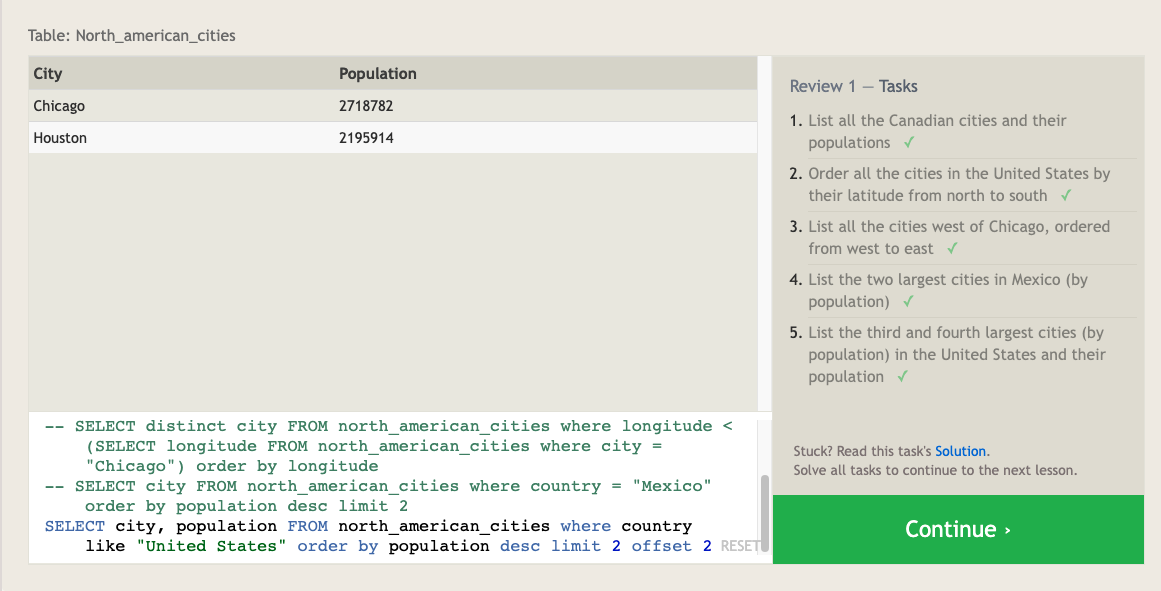 Table: North_american_cities
City Population
Chicago 2718782
Houston 2195914
Review 1 — Tasks
1. List all the Canadian cities and their
populations ✓
2. Order all the cities in the United States by
their latitude from north to south ✓
3. List all the cities west of Chicago, ordered
from west to east ✓
4. List the two largest cities in Mexico (by
population) ✓
5. List the third and fourth largest cities (by
population) in the United States and their
population ✓
Stuck? Read this task's Solution.
Solve all tasks to continue to the next lesson.
Continue ›
-- SELECT distinct city FROM north_american_cities where longitude <
(SELECT longitude FROM north_american_cities where city =
"Chicago") order by longitude
-- SELECT city FROM north_american_cities where country = "Mexico"
order by population desc limit 2
SELECT city, population FROM north_american_cities where country
like "United States" order by population desc limit 2 offset 2
RESET